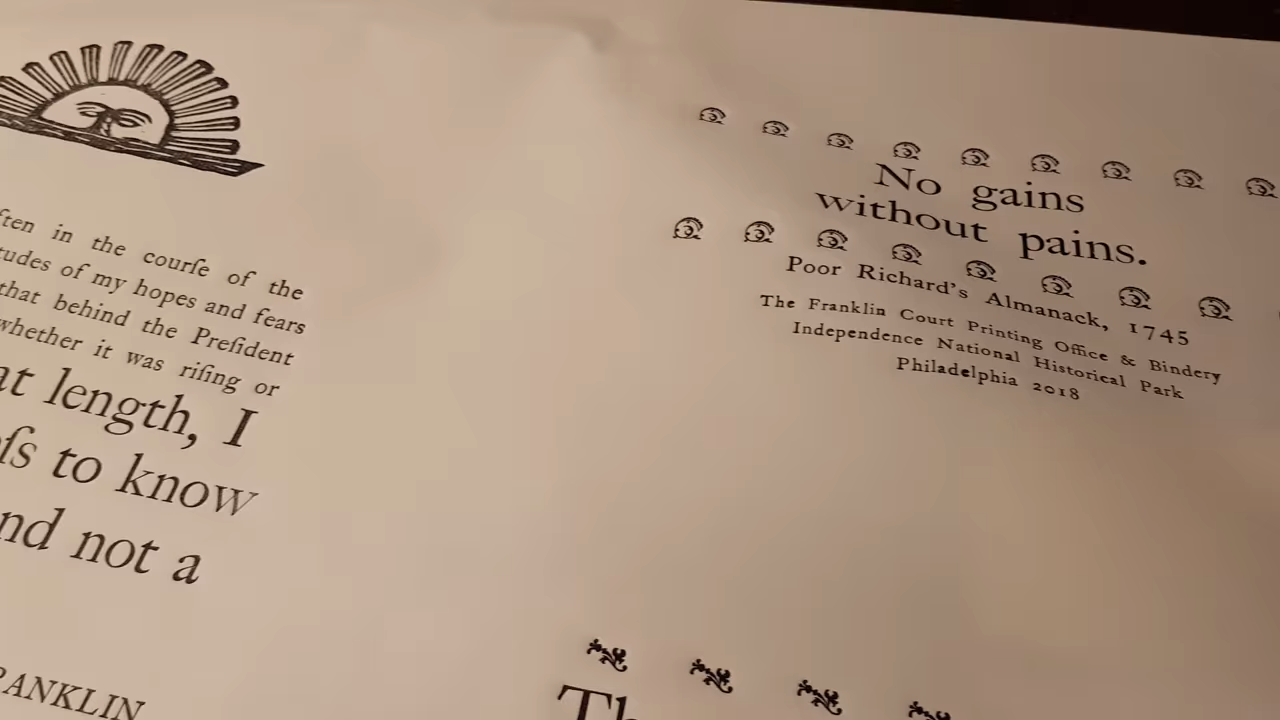 ften in the courſe of the
tudes of my hopes and fears
that behind the Preſident
whether it was riſing or
at length, I
ſs to know
nd not a
RANKLIN
No gains
without pains.
Poor Richard's Almanack, 1745
The Franklin Court Printing Office & Bindery
Independence National Historical Park
Philadelphia 2018
Th